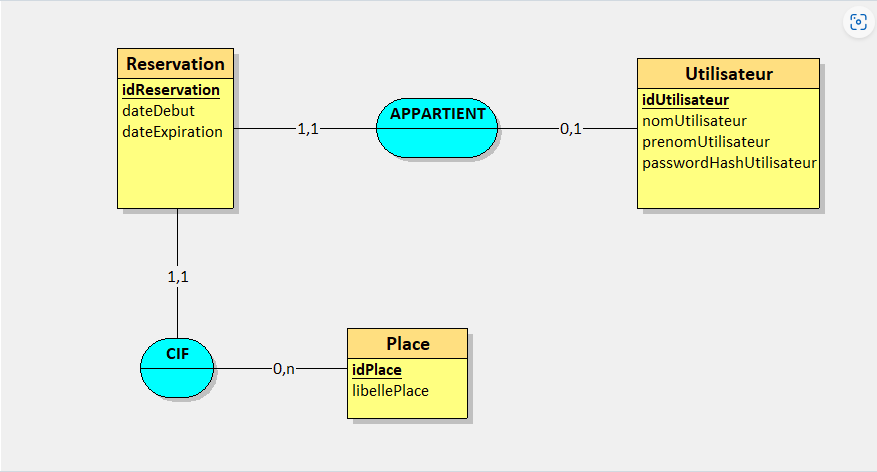 Reservation
idReservation
dateDebut
dateExpiration
1,1
APPARTIENT
0,1
Utilisateur
idUtilisateur
nomUtilisateur
prenomUtilisateur
passwordHashUtilisateur
1,1
CIF
0,n
Place
idPlace
libellePlace